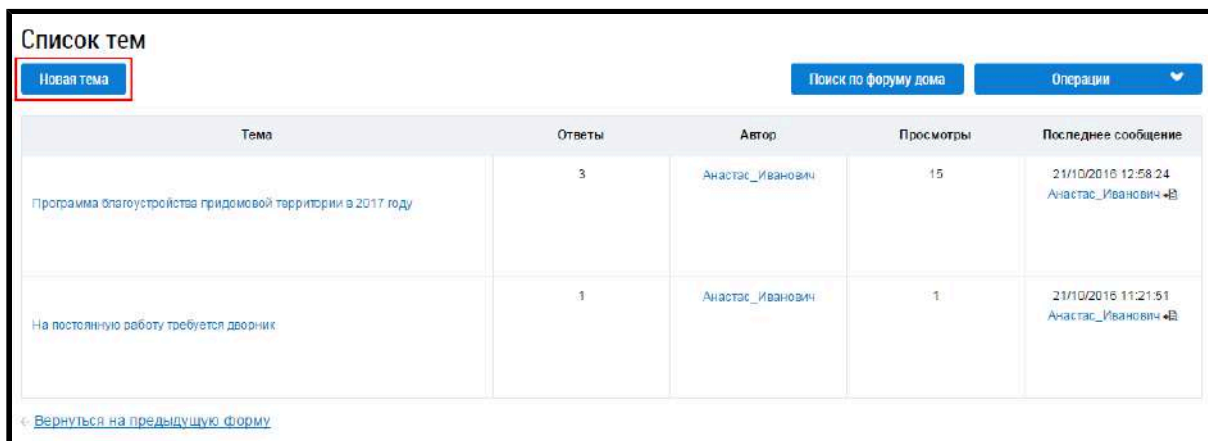 Список тем
Новая тема
Поиск по форуму дома
Операции
Тема Ответы Автор Просмотры Последнее сообщение
Программа благоустройства придомовой территории в 2017 году 3 Анастас_Иванович 15 21/10/2016 12:58:24
Анастас_Иванович
На постоянную работу требуется дворник 1 Анастас_Иванович 1 21/10/2016 11:21:51
Анастас_Иванович
← Вернуться на предыдущую форму